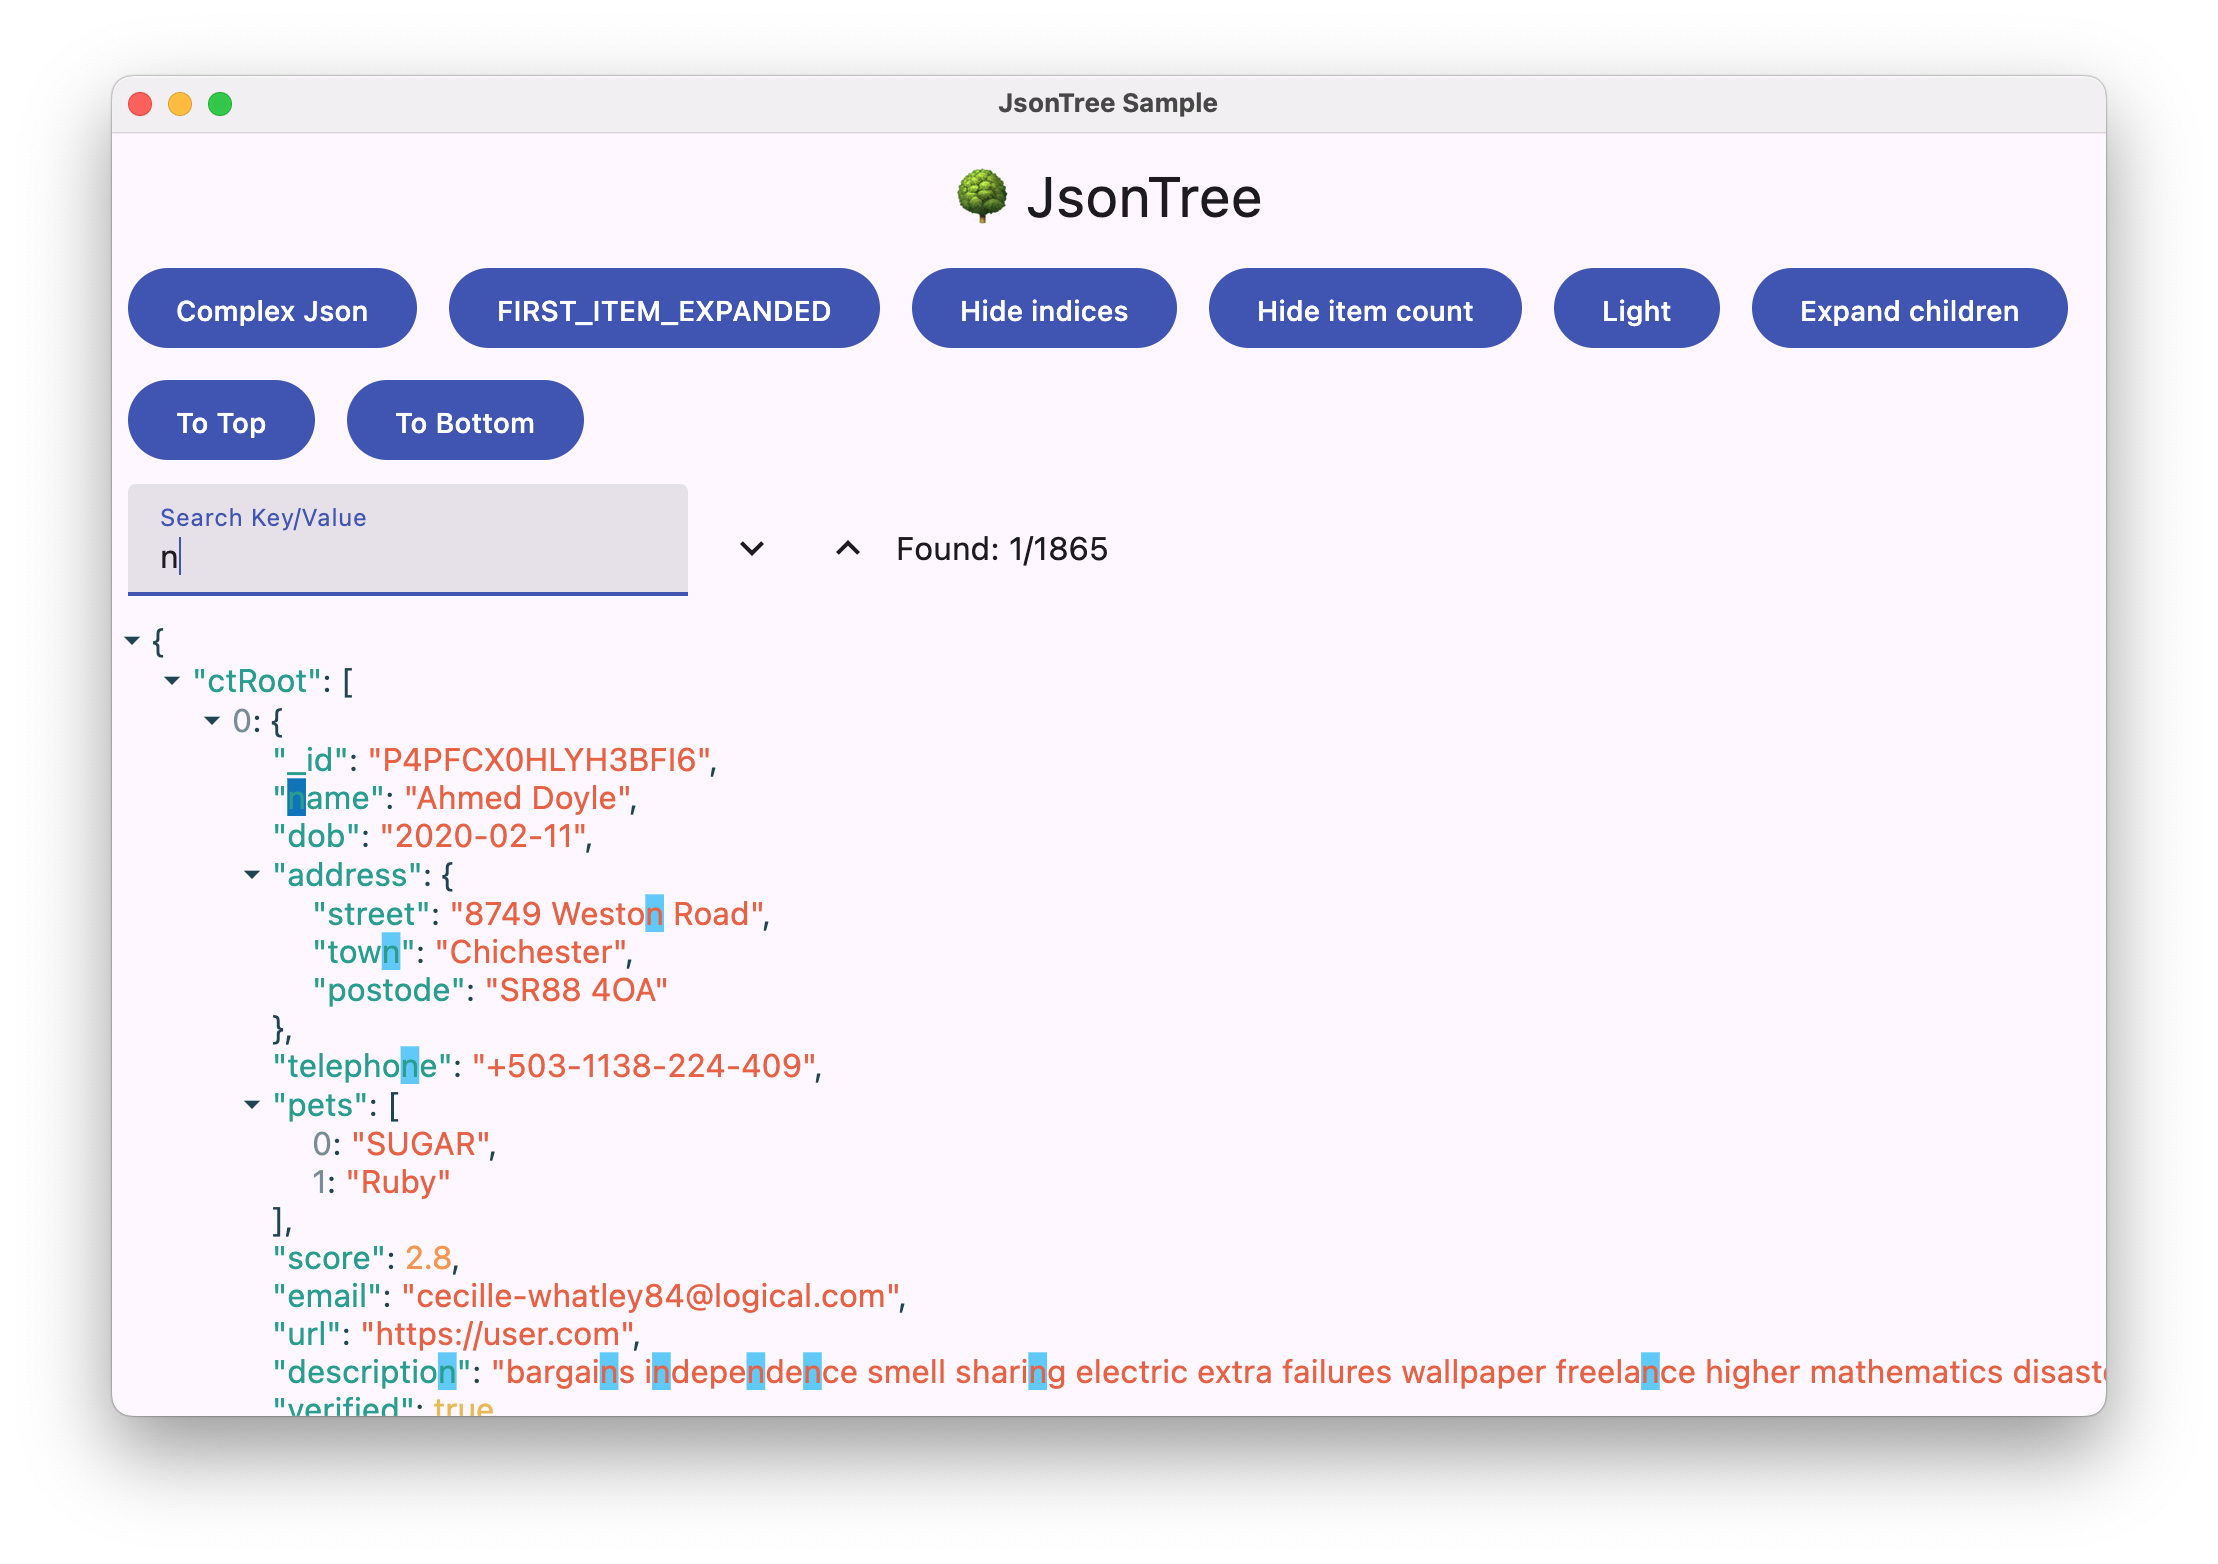 JsonTree Sample
🌳 JsonTree
Complex Json FIRST_ITEM_EXPANDED Hide indices Hide item count Light Expand children
To Top To Bottom
Search Key/Value
n
Found: 1/1865
{
"ctRoot": [
0: {
"_id": "P4PFCX0HLYH3BFI6",
"name": "Ahmed Doyle",
"dob": "2020-02-11",
"address": {
"street": "8749 Weston Road",
"town": "Chichester",
"postode": "SR88 4OA"
},
"telephone": "+503-1138-224-409",
"pets": [
0: "SUGAR",
1: "Ruby"
],
"score": 2.8,
"email": "cecille-whatley84@logical.com",
"url": "https://user.com",
"description": "bargains independence smell sharing electric extra failures wallpaper freelance higher mathematics disast
"verified": true